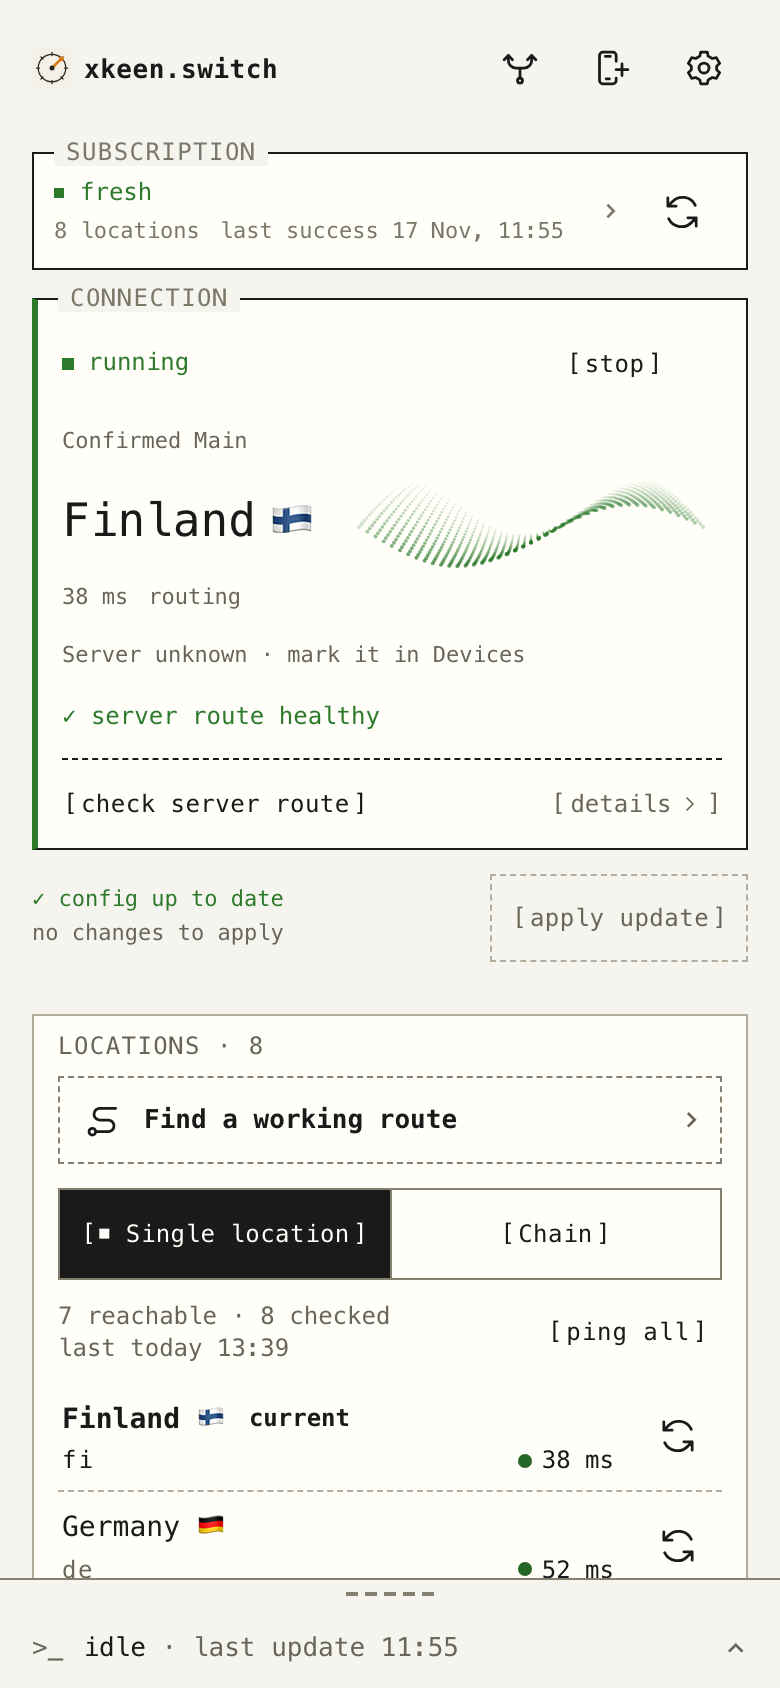 xkeen.switch
SUBSCRIPTION
fresh
8 locations last success 17 Nov, 11:55
CONNECTION
running
[stop]
Confirmed Main
Finland
38 ms routing
Server unknown · mark it in Devices
✓ server route healthy
[check server route]
[details > ]
✓ config up to date
no changes to apply
[apply update]
LOCATIONS · 8
Find a working route
[▪ Single location]
[Chain]
7 reachable · 8 checked
last today 13:39
[ping all]
Finland current
fi
38 ms
Germany
de
52 ms
>_ idle · last update 11:55